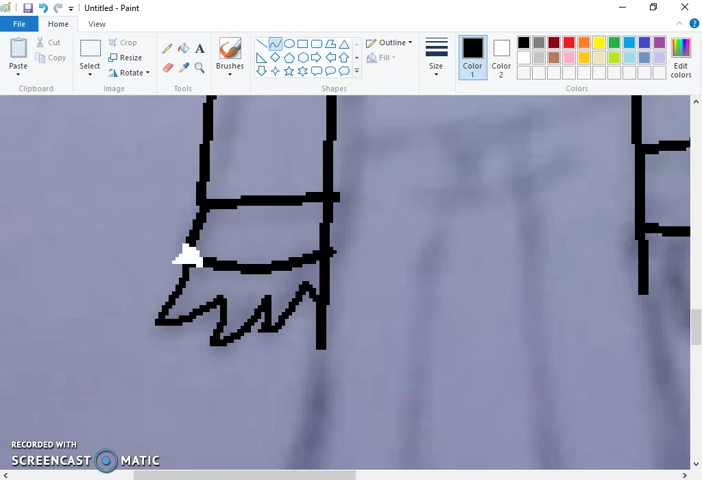 Untitled - Paint
File
Home
View
Paste
Cut
Copy
Clipboard
Select
Crop
Resize
Rotate
Image
Tools
Brushes
Shapes
Outline
Fill
Size
Color 1
Color 2
Colors
Edit colors
RECORDED WITH
SCREENCAST MATIC